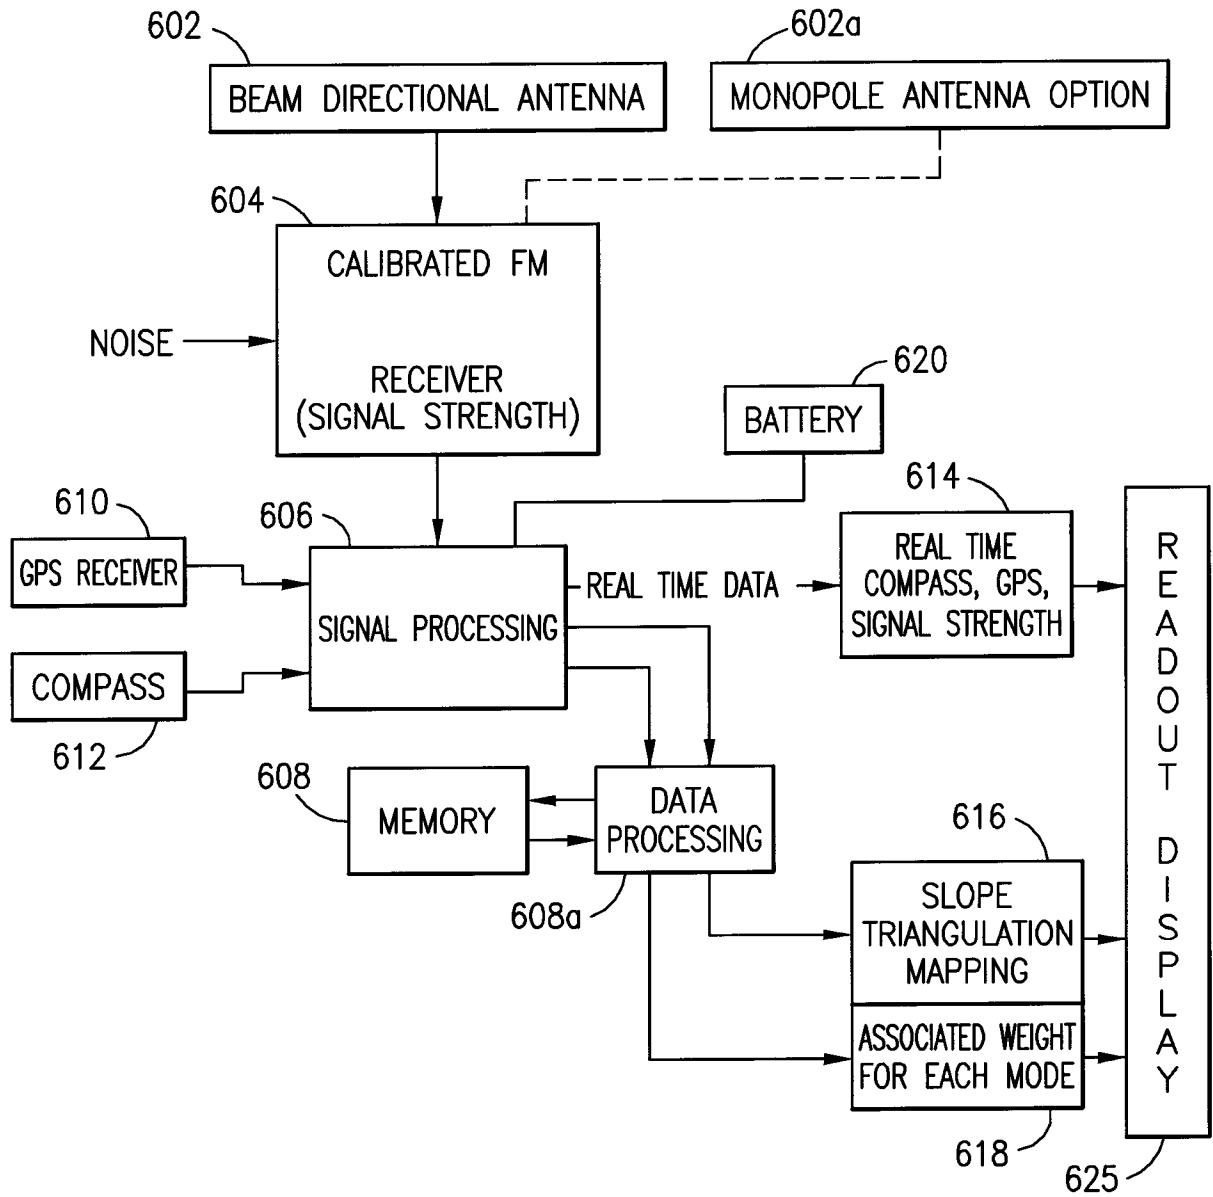 602
602a
BEAM DIRECTIONAL ANTENNA
MONOPOLE ANTENNA OPTION
604
CALIBRATED FM
RECEIVER
(SIGNAL STRENGTH)
NOISE
620
BATTERY
610
GPS RECEIVER
606
SIGNAL PROCESSING
REAL TIME DATA
614
REAL TIME
COMPASS, GPS,
SIGNAL STRENGTH
READOUT DISPLAY
COMPASS
612
608
MEMORY
DATA
PROCESSING
608a
616
SLOPE
TRIANGULATION
MAPPING
ASSOCIATED WEIGHT
FOR EACH MODE
618
625